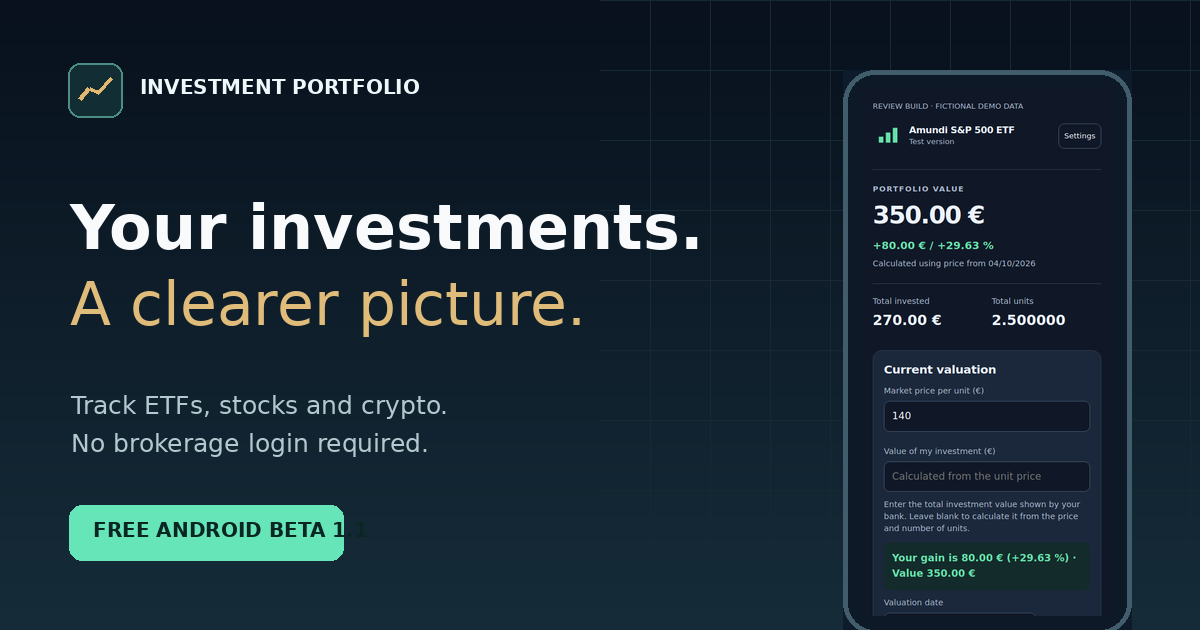 INVESTMENT PORTFOLIO
Your investments.
A clearer picture.
Track ETFs, stocks and crypto.
No brokerage login required.
FREE ANDROID BETA 1.1
REVIEW BUILD · FICTIONAL DEMO DATA
Amundi S&P 500 ETF
Test version
Settings
PORTFOLIO VALUE
350.00 €
+80.00 € / +29.63 %
Calculated using price from 04/10/2026
Total invested
Total units
270.00 €
2.500000
Current valuation
Market price per unit (€)
140
Value of my investment (€)
Calculated from the unit price
Enter the total investment value shown by your
bank. Leave blank to calculate it from the price
and number of units.
Your gain is 80.00 € (+29.63 %) ·
Value 350.00 €
Valuation date